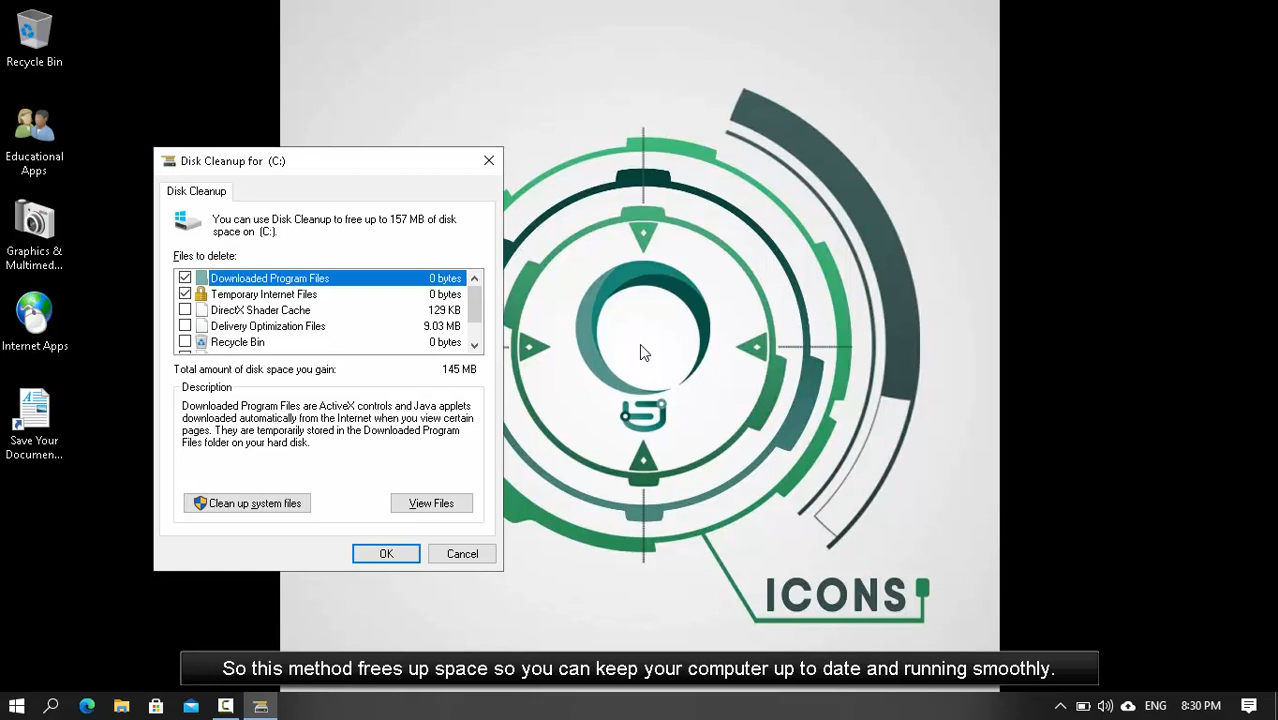 Recycle Bin
Educational
Apps
Graphics &
Multimed...
Internet Apps
Save Your
Documen...
Disk Cleanup for (C:)
Disk Cleanup
You can use Disk Cleanup to free up to 157 MB of disk
space on (C:).
Files to delete:
Downloaded Program Files 0 bytes
Temporary Internet Files 0 bytes
DirectX Shader Cache 129 KB
Delivery Optimization Files 9.03 MB
Recycle Bin 0 bytes
Total amount of disk space you gain: 145 MB
Description
Downloaded Program Files are ActiveX controls and Java applets
downloaded automatically from the Internet when you view certain
pages. They are temporarily stored in the Downloaded Program
Files folder on your hard disk.
Clean up system files
View Files
OK
Cancel
ICONS
So this method frees up space so you can keep your computer up to date and running smoothly.
ENG
8:30 PM